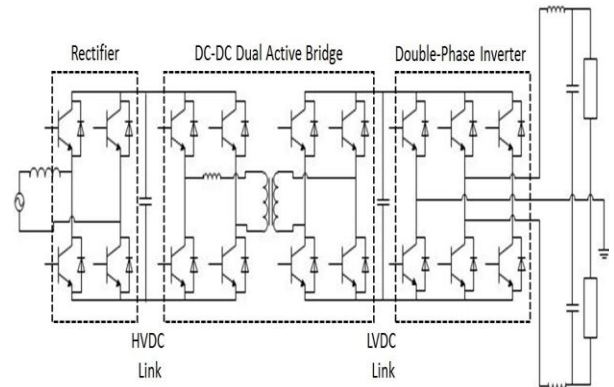 Rectifier
DC-DC Dual Active Bridge
Double-Phase Inverter
HVDC
Link
LVDC
Link